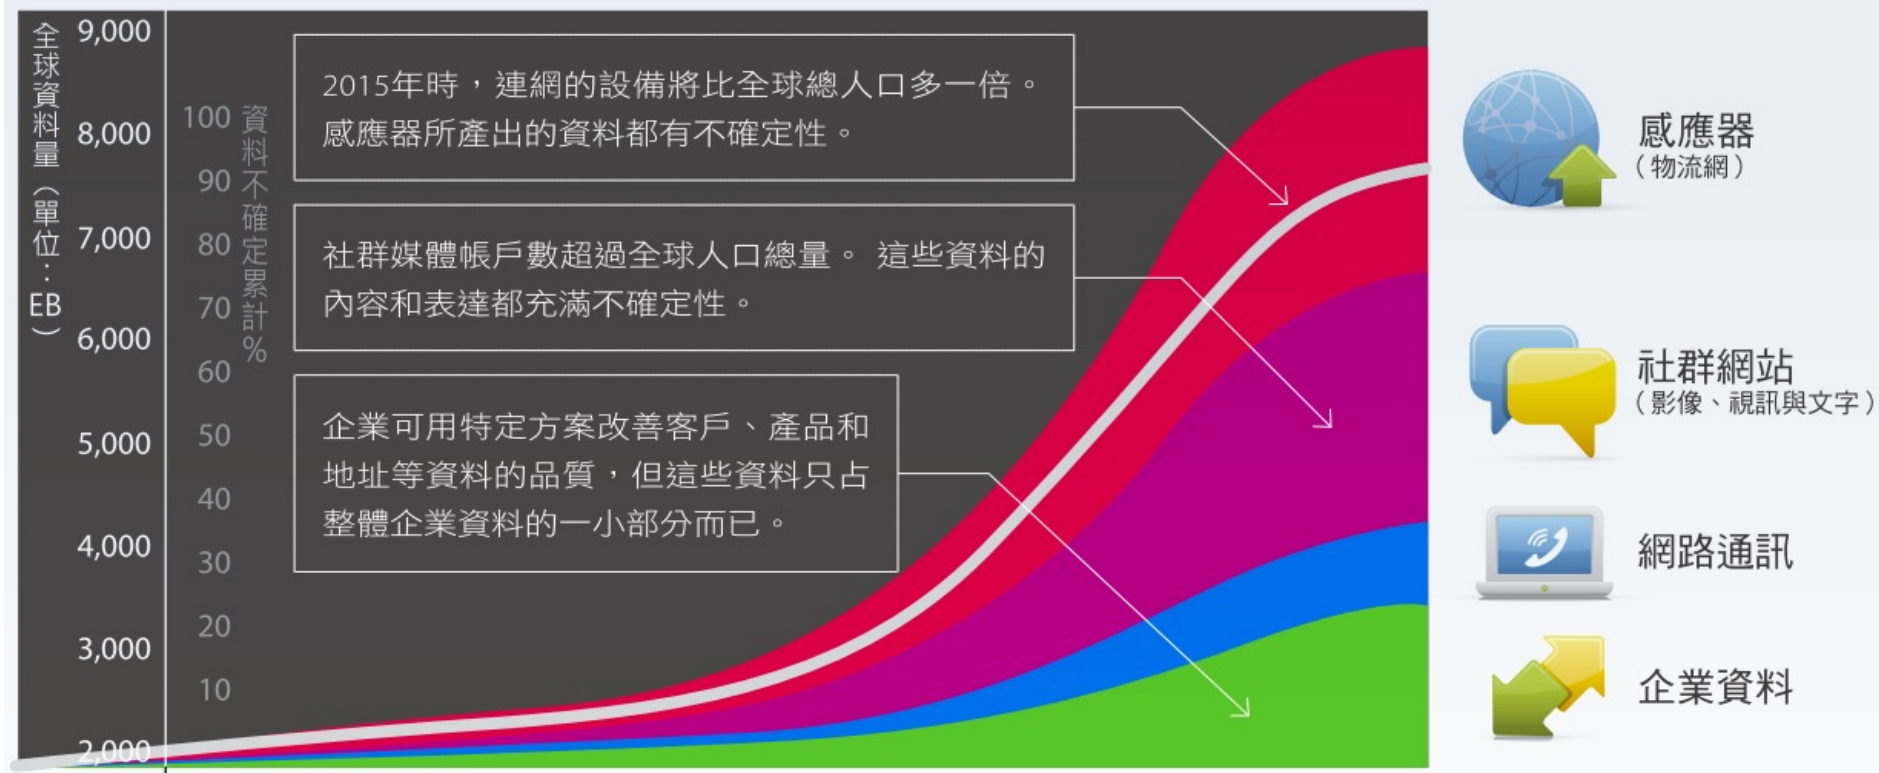 全球資料量（單位：EB）
9,000
8,000
7,000
6,000
5,000
4,000
3,000
2,000
資料不確定累計%
100
90
80
70
60
50
40
30
20
10
2015年時，連網的設備將比全球總人口多一倍。
感應器所產出的資料都有不確定性。
社群媒體帳戶數超過全球人口總量。 這些資料的
內容和表達都充滿不確定性。
企業可用特定方案改善客戶、產品和
地址等資料的品質，但這些資料只占
整體企業資料的一小部分而已。
感應器
（物流網）
社群網站
（影像、視訊與文字）
網路通訊
企業資料